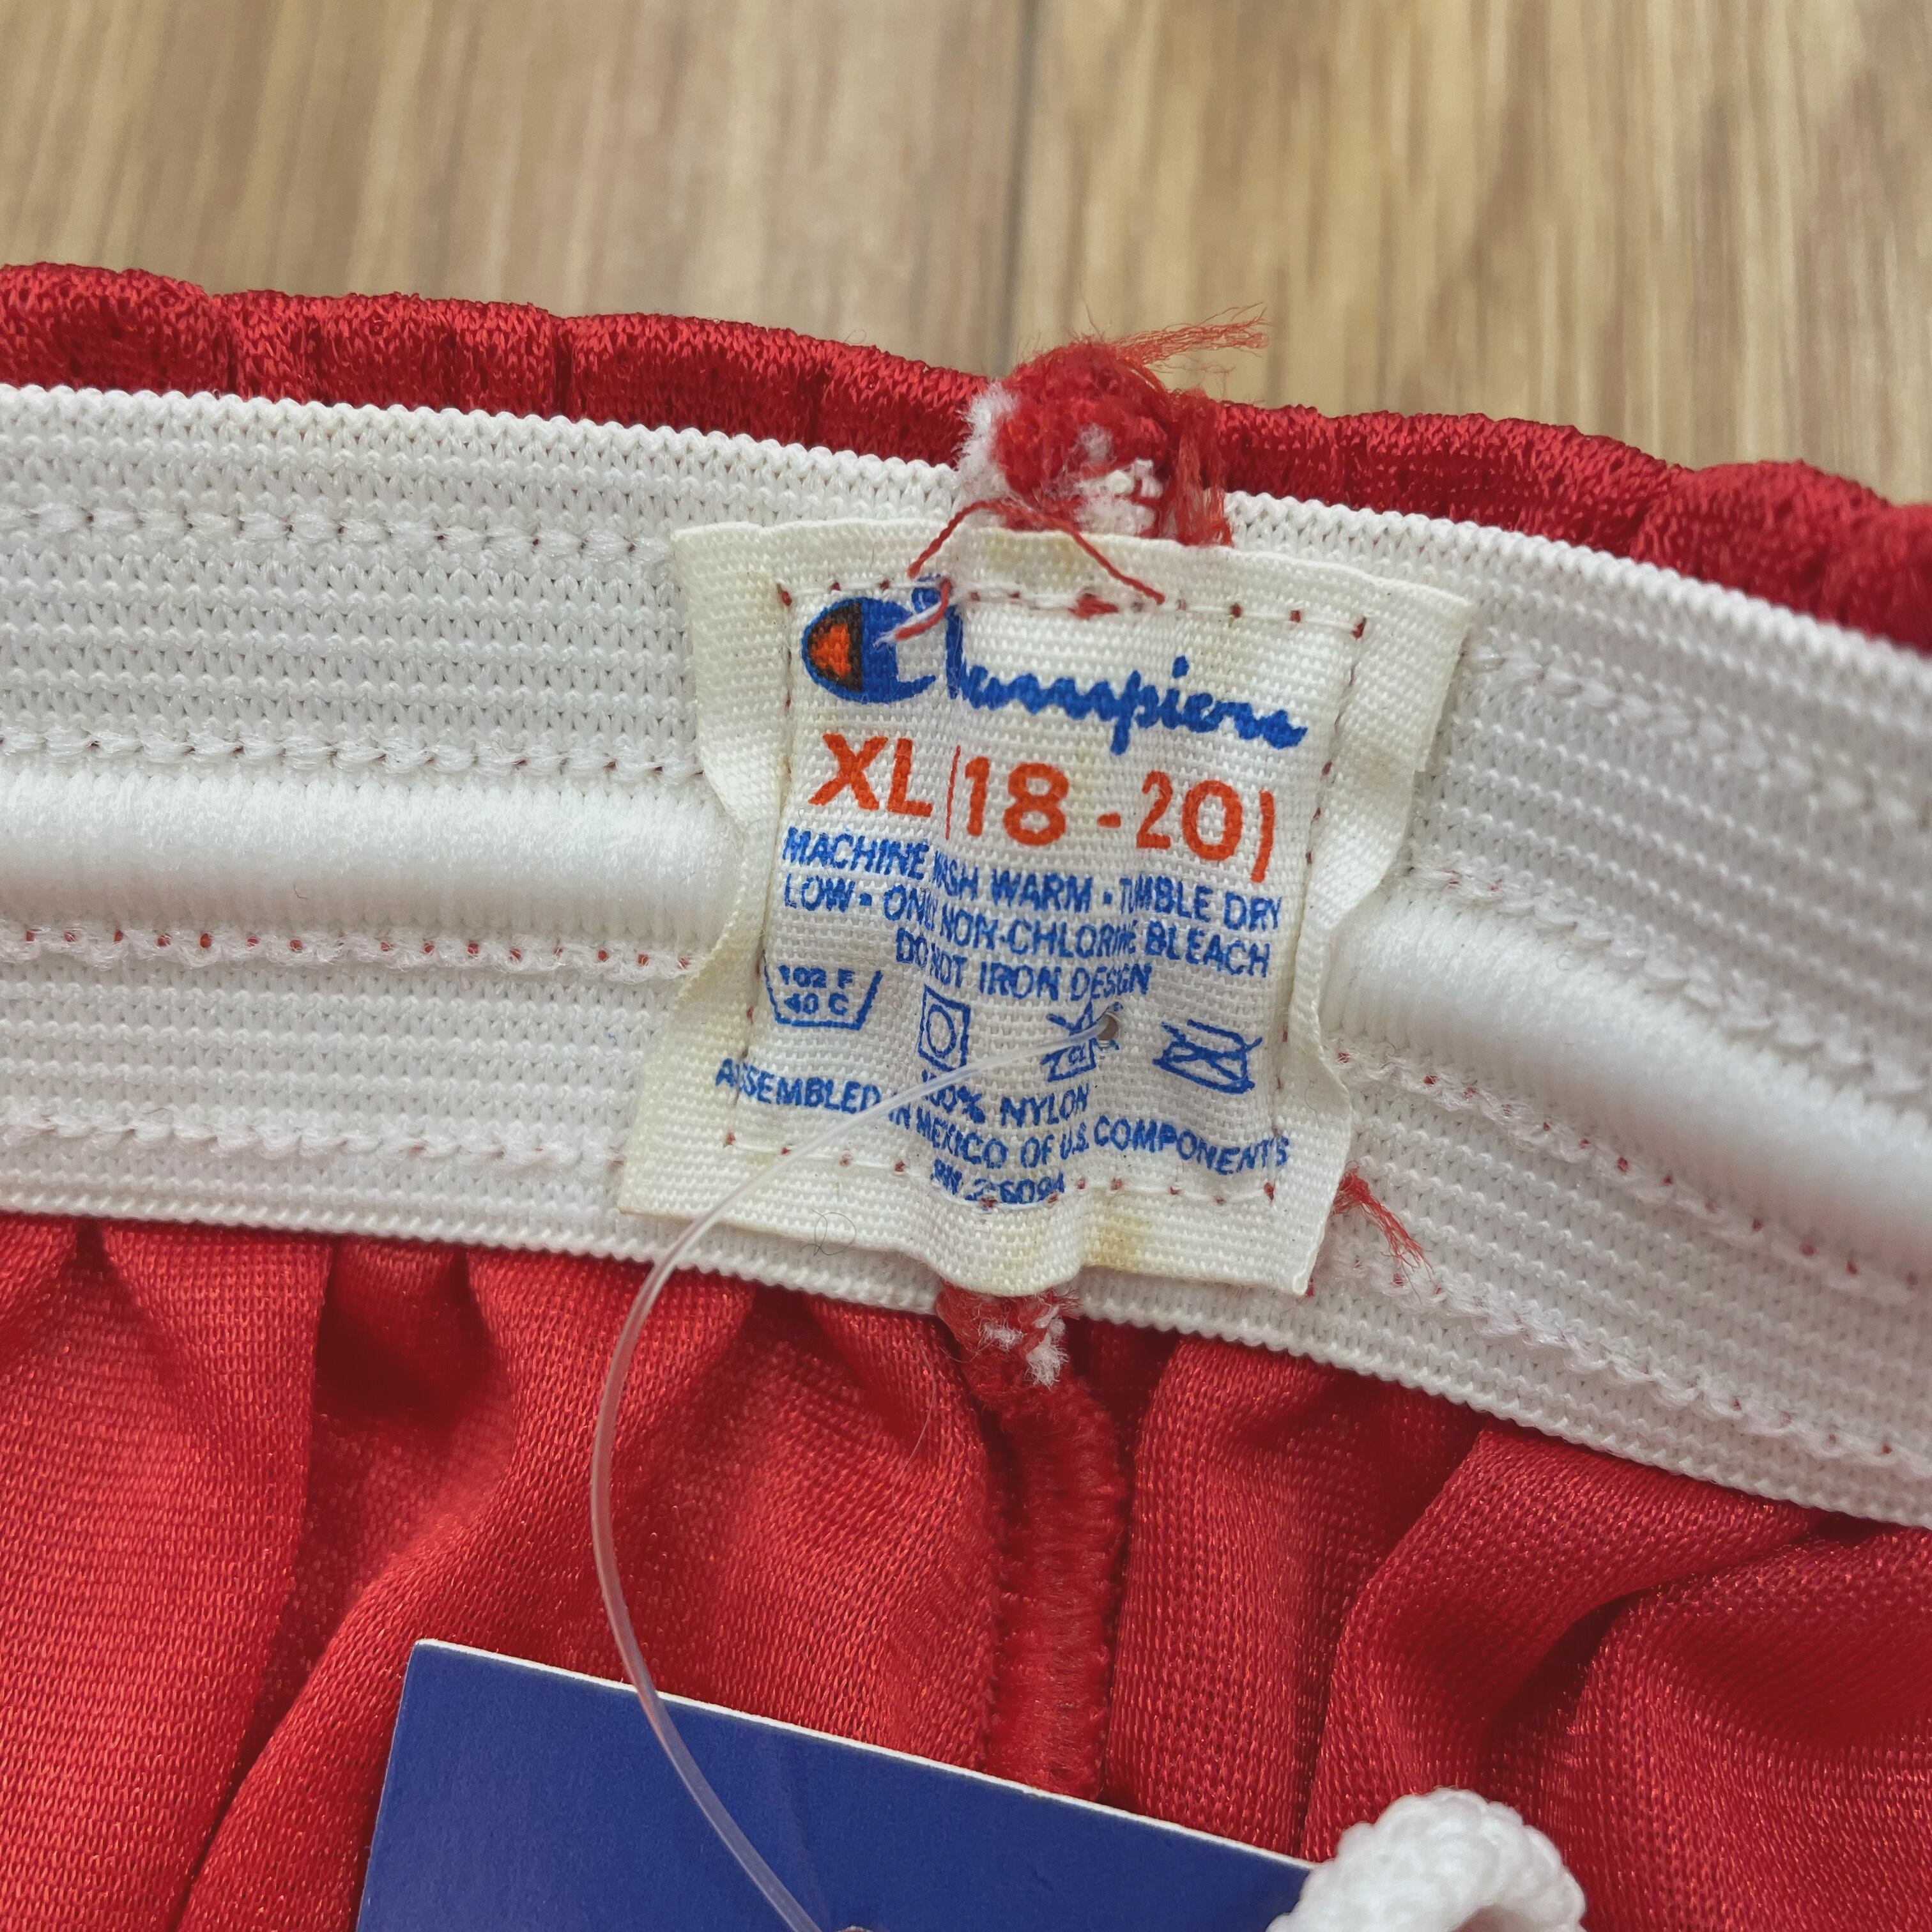 Champion
XL (18-20)
MACHINE WASH WARM • TUMBLE DRY
LOW • ONLY NON-CHLORINE BLEACH
DO NOT IRON DESIGN
102 F
40 C
100% NYLON
ASSEMBLED IN MEXICO OF U.S. COMPONENTS
RN